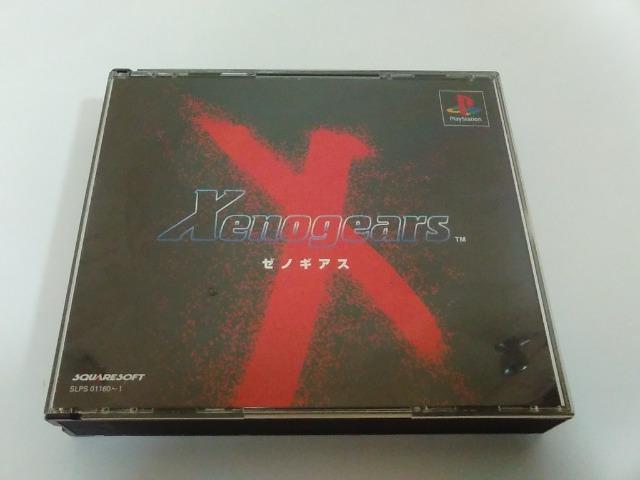 PlayStation
Xenogears™
ゼノギアス
SQUARESOFT
SLPS 01160～1